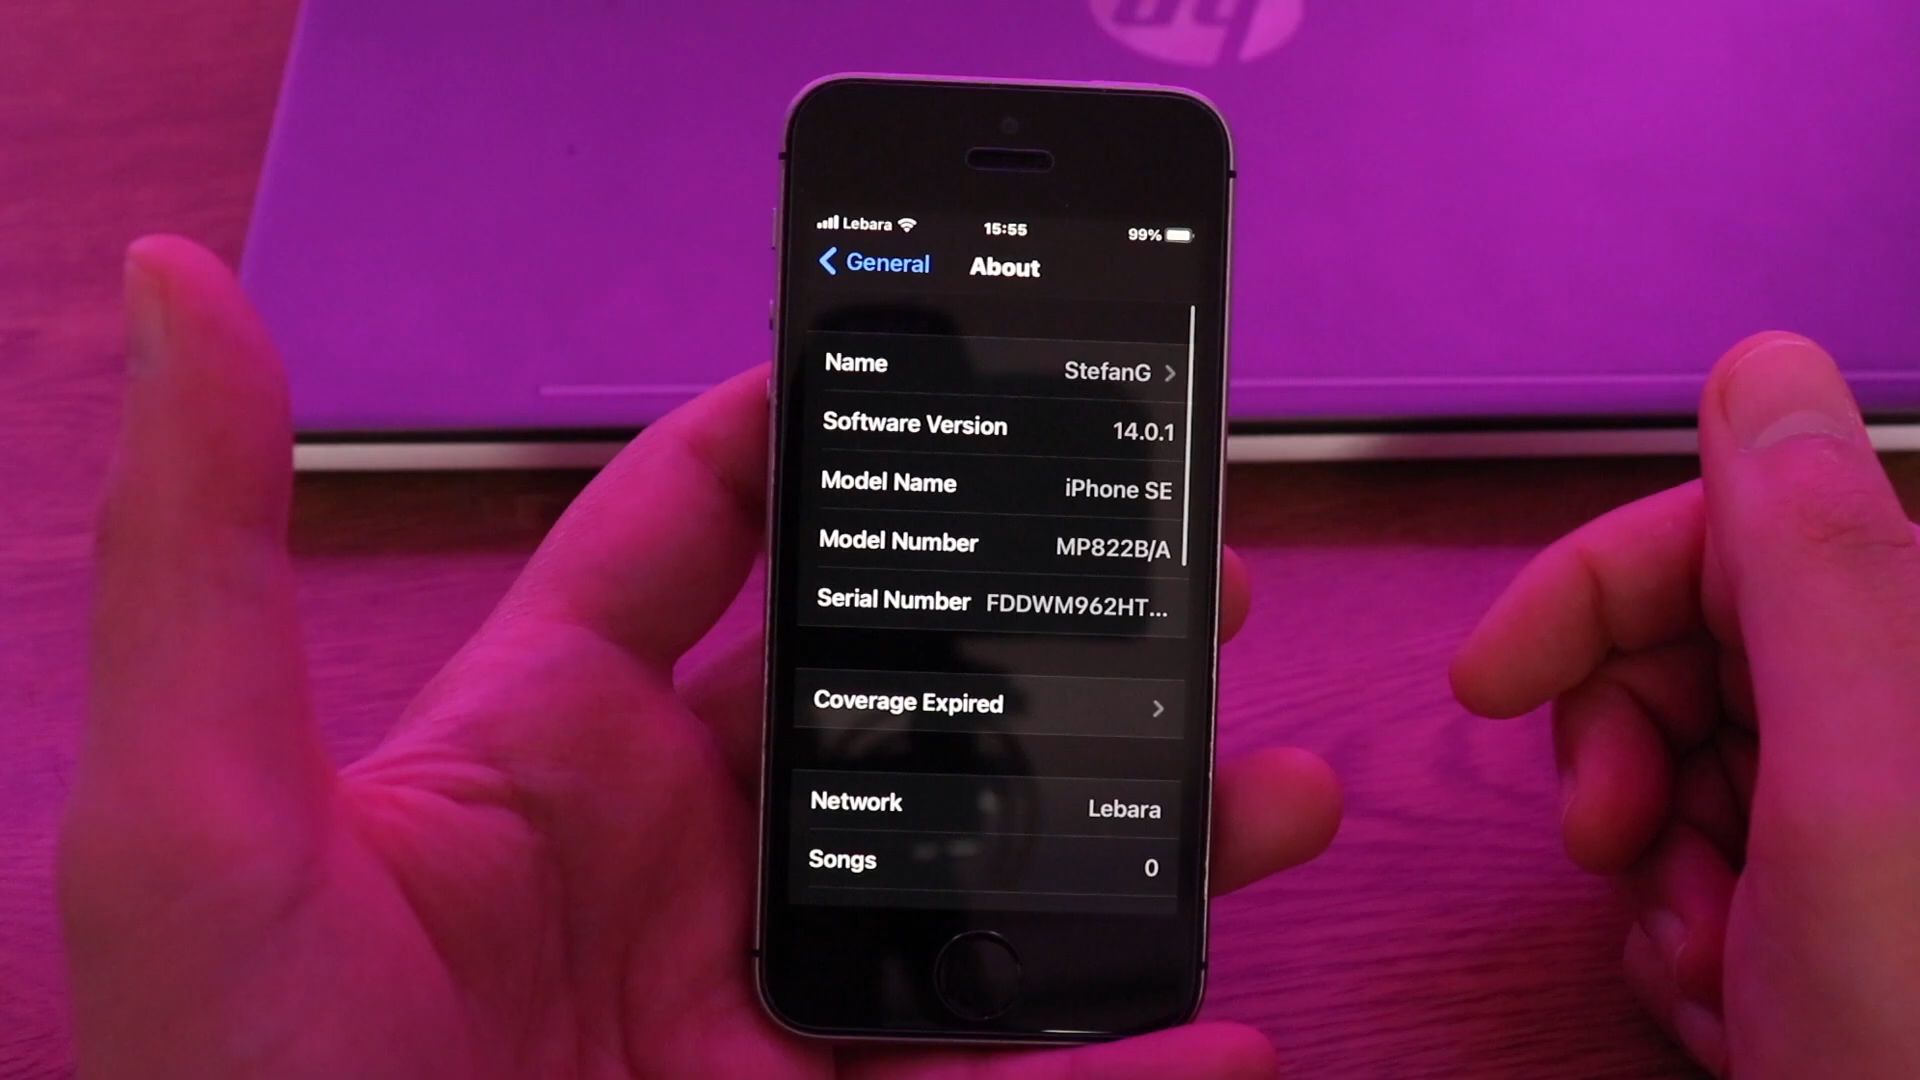 hp
Lebara 15:55 99%
General About
Name StefanG
Software Version 14.0.1
Model Name iPhone SE
Model Number MP822B/A
Serial Number FDDWM962HT...
Coverage Expired
Network Lebara
Songs 0